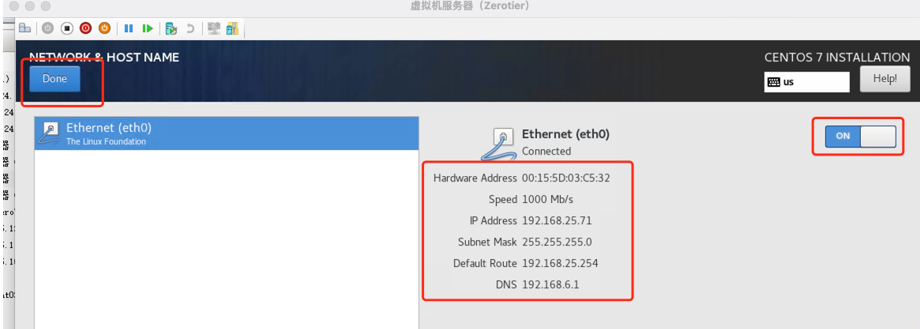 虚拟机服务器（Zerotier）
NETWORK & HOST NAME
CENTOS 7 INSTALLATION
Done
us
Help!
Ethernet (eth0)
The Linux Foundation
Ethernet (eth0)
Connected
ON
Hardware Address 00:15:5D:03:C5:32
Speed 1000 Mb/s
IP Address 192.168.25.71
Subnet Mask 255.255.255.0
Default Route 192.168.25.254
DNS 192.168.6.1